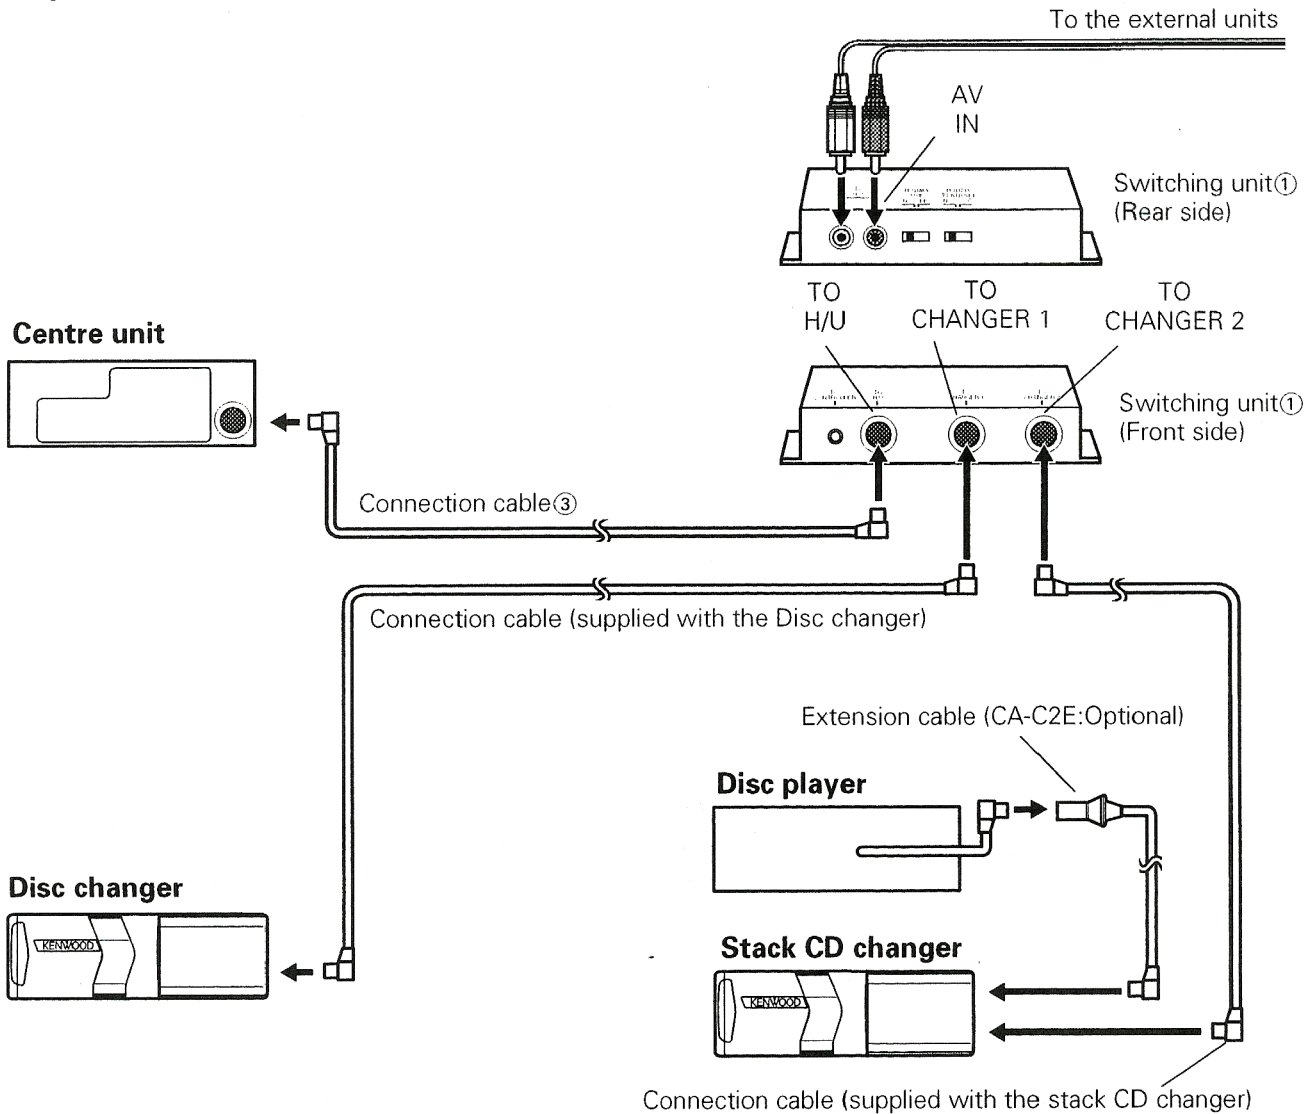 To the external units
AV
IN
Switching unit①
(Rear side)
TO
H/U
TO
CHANGER 1
TO
CHANGER 2
Centre unit
Switching unit①
(Front side)
Connection cable③
Connection cable (supplied with the Disc changer)
Extension cable (CA-C2E:Optional)
Disc player
Disc changer
KENWOOD
Stack CD changer
KENWOOD
Connection cable (supplied with the stack CD changer)